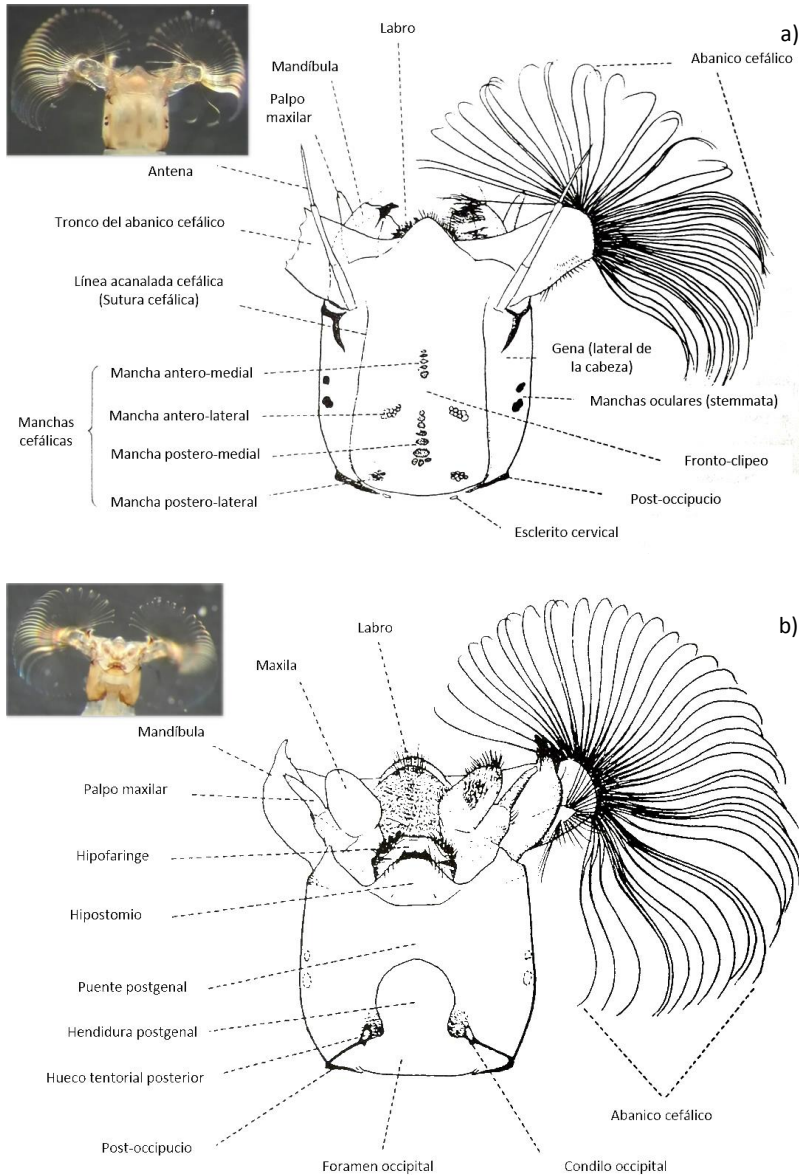 a)
Labro
Mandíbula
Palpo
maxilar
Abanico cefálico
Antena
Tronco del abanico cefálico
Línea acanalada cefálica
(Sutura cefálica)
Manchas
cefálicas
Mancha antero-medial
Mancha antero-lateral
Mancha postero-medial
Mancha postero-lateral
Gena (lateral de
la cabeza)
Manchas oculares (stemmata)
Fronto-clipeo
Post-occipucio
Esclerito cervical
b)
Labro
Maxila
Mandíbula
Palpo maxilar
Hipofaringe
Hipostomio
Puente postgenal
Hendidura postgenal
Hueco tentorial posterior
Post-occipucio
Foramen occipital
Condilo occipital
Abanico cefálico